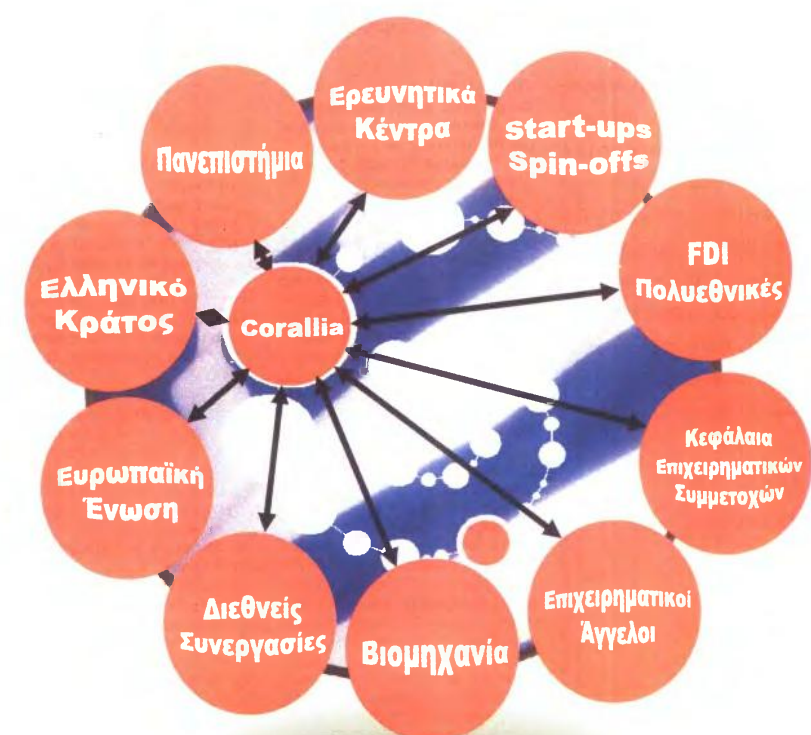 Ερευνητικά
Κέντρα
start-ups
Spin-offs
Πανεπιστήμια
FDI
Πολυεθνικές
Ελληνικό
Κράτος
Corallia
Κεφάλαια
Επιχειρηματικών
Συμμετοχών
Ευρωπαϊκή
Ένωση
Επιχειρηματικοί
Άγγελοι
Διεθνείς
Συνεργασίες
Βιομηχανία